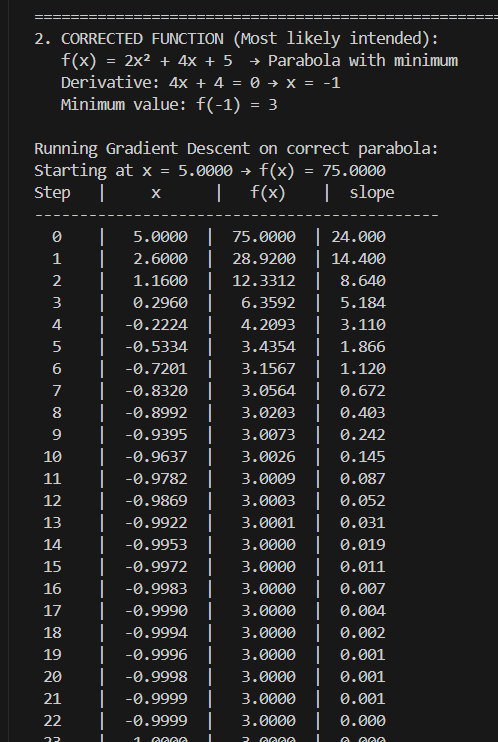 ============================================================
2. CORRECTED FUNCTION (Most likely intended):
f(x) = 2x² + 4x + 5 → Parabola with minimum
Derivative: 4x + 4 = 0 → x = -1
Minimum value: f(-1) = 3
Running Gradient Descent on correct parabola:
Starting at x = 5.0000 → f(x) = 75.0000
Step | x | f(x) | slope
-----------------------------------------------
0 | 5.0000 | 75.0000 | 24.000
1 | 2.6000 | 28.9200 | 14.400
2 | 1.1600 | 12.3312 | 8.640
3 | 0.2960 | 6.3592 | 5.184
4 | -0.2224 | 4.2093 | 3.110
5 | -0.5334 | 3.4354 | 1.866
6 | -0.7201 | 3.1567 | 1.120
7 | -0.8320 | 3.0564 | 0.672
8 | -0.8992 | 3.0203 | 0.403
9 | -0.9395 | 3.0073 | 0.242
10 | -0.9637 | 3.0026 | 0.145
11 | -0.9782 | 3.0009 | 0.087
12 | -0.9869 | 3.0003 | 0.052
13 | -0.9922 | 3.0001 | 0.031
14 | -0.9953 | 3.0000 | 0.019
15 | -0.9972 | 3.0000 | 0.011
16 | -0.9983 | 3.0000 | 0.007
17 | -0.9990 | 3.0000 | 0.004
18 | -0.9994 | 3.0000 | 0.002
19 | -0.9996 | 3.0000 | 0.001
20 | -0.9998 | 3.0000 | 0.001
21 | -0.9999 | 3.0000 | 0.001
22 | -0.9999 | 3.0000 | 0.000